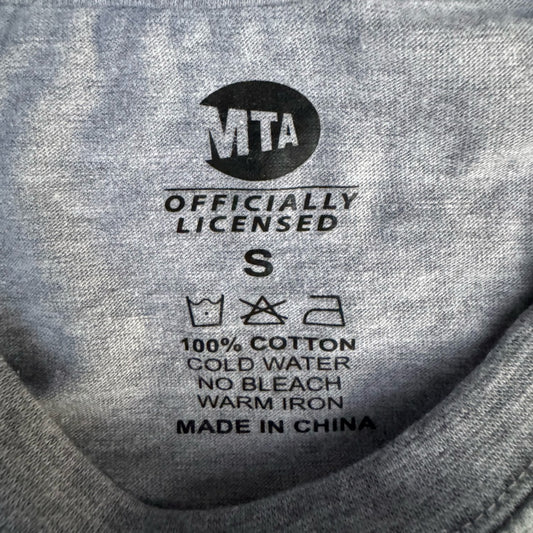 MTA
OFFICIALLY
LICENSED
S
100% COTTON
COLD WATER
NO BLEACH
WARM IRON
MADE IN CHINA